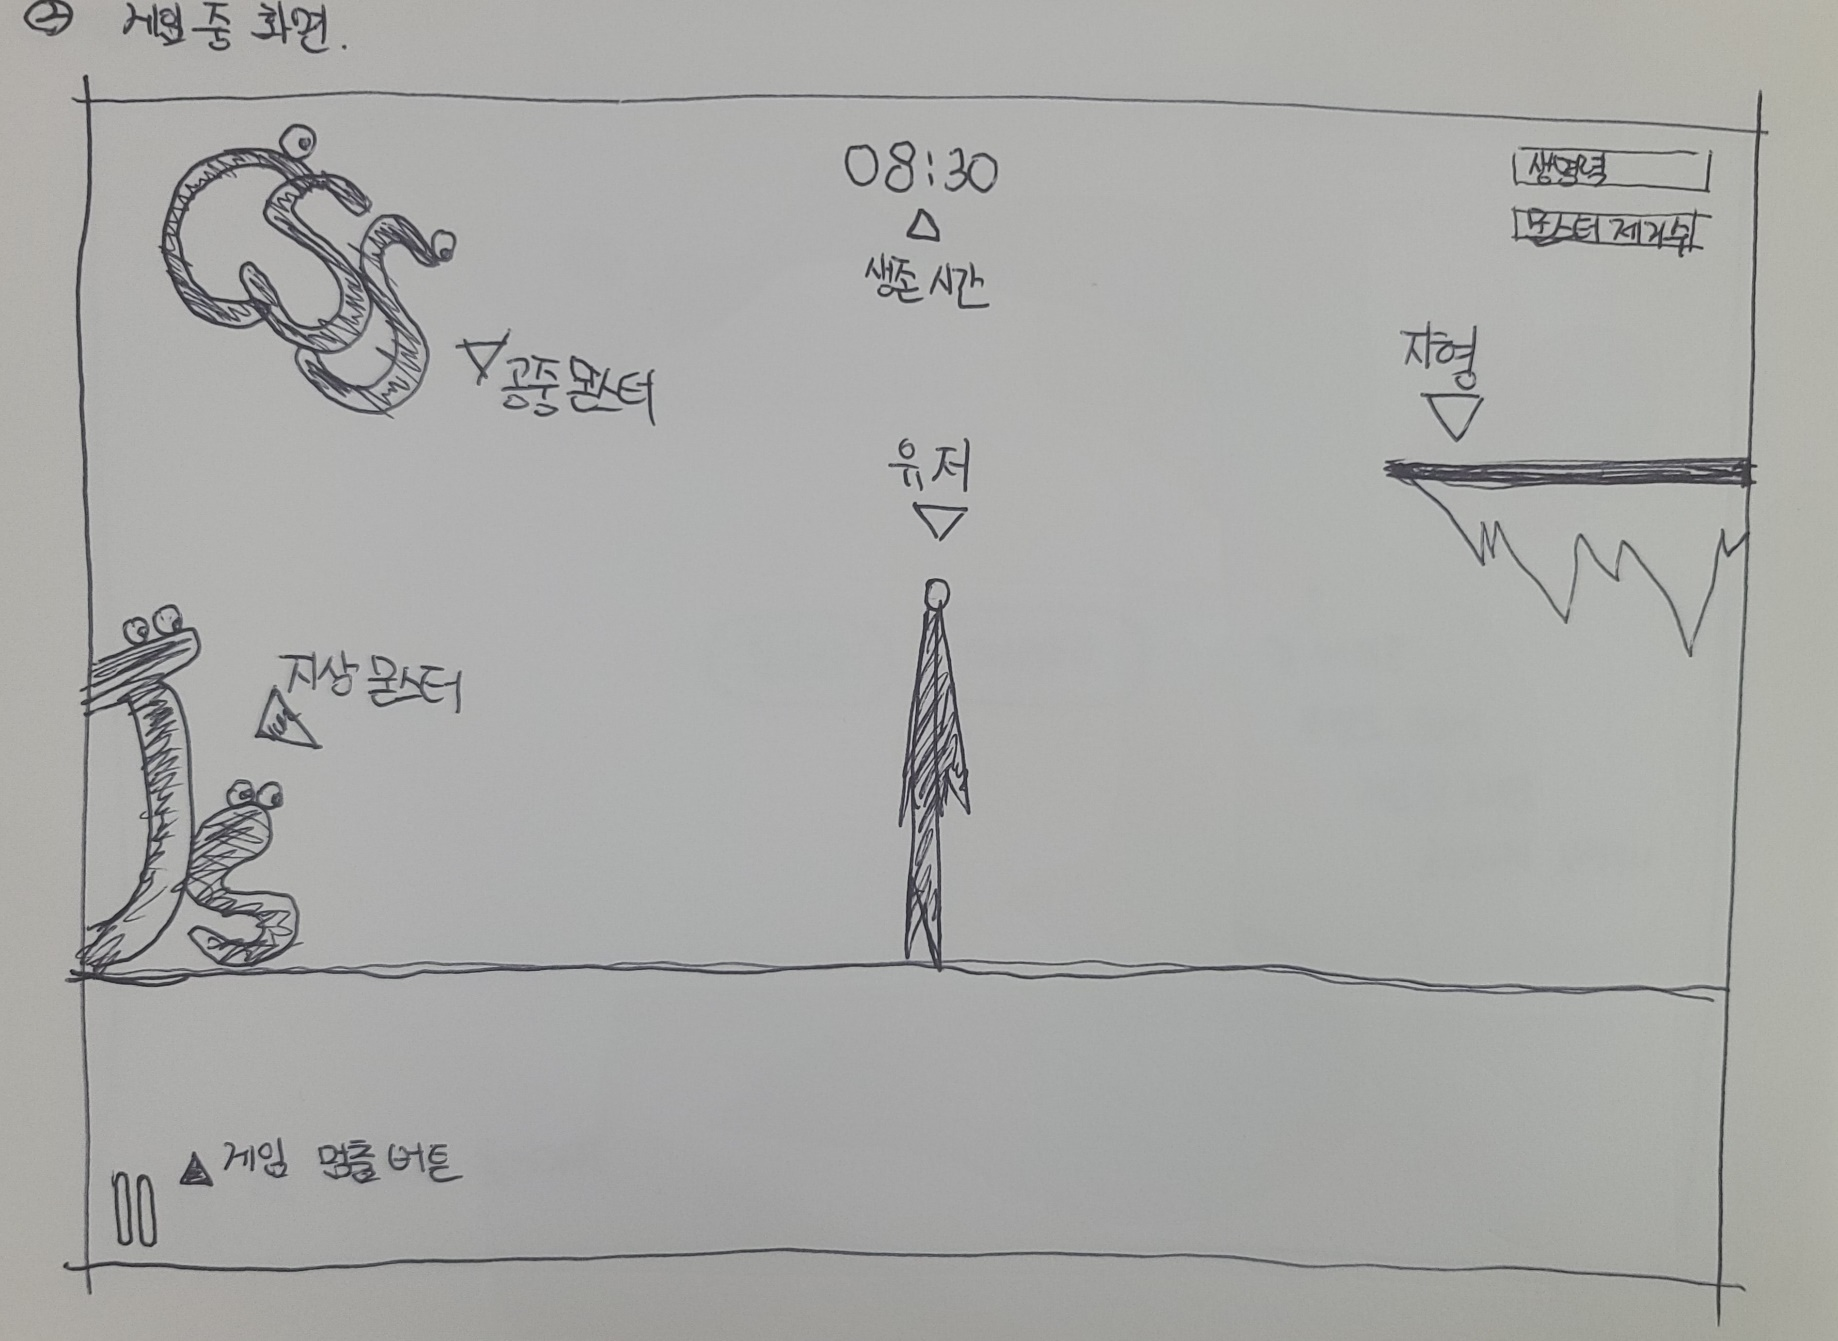 ② 게임 중 화면.
08:30
생존 시간
생명력
몬스터 제거수
공중 몬스터
지형
유저
지상 몬스터
게임 멈춤 버튼